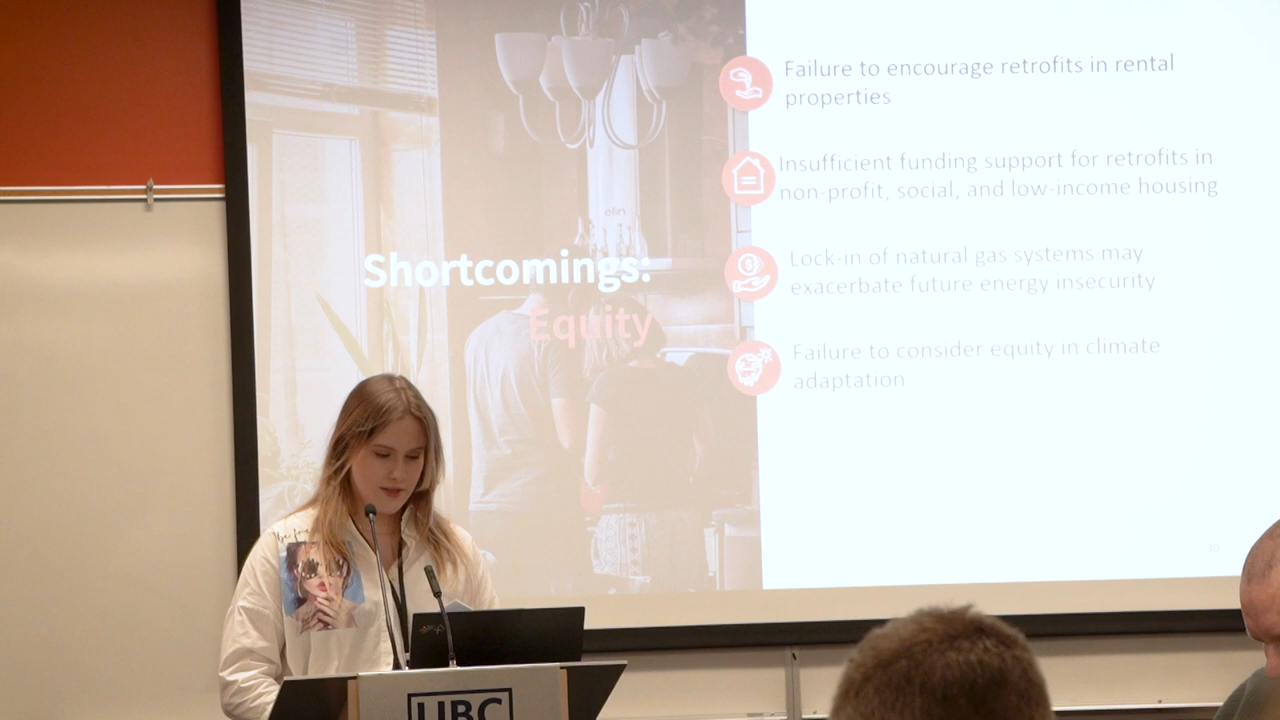 Shortcomings:
Equity
Failure to encourage retrofits in rental
properties
Insufficient funding support for retrofits in
non-profit, social, and low-income housing
Lock-in of natural gas systems may
exacerbate future energy insecurity
Failure to consider equity in climate
adaptation
30
elin
UBC